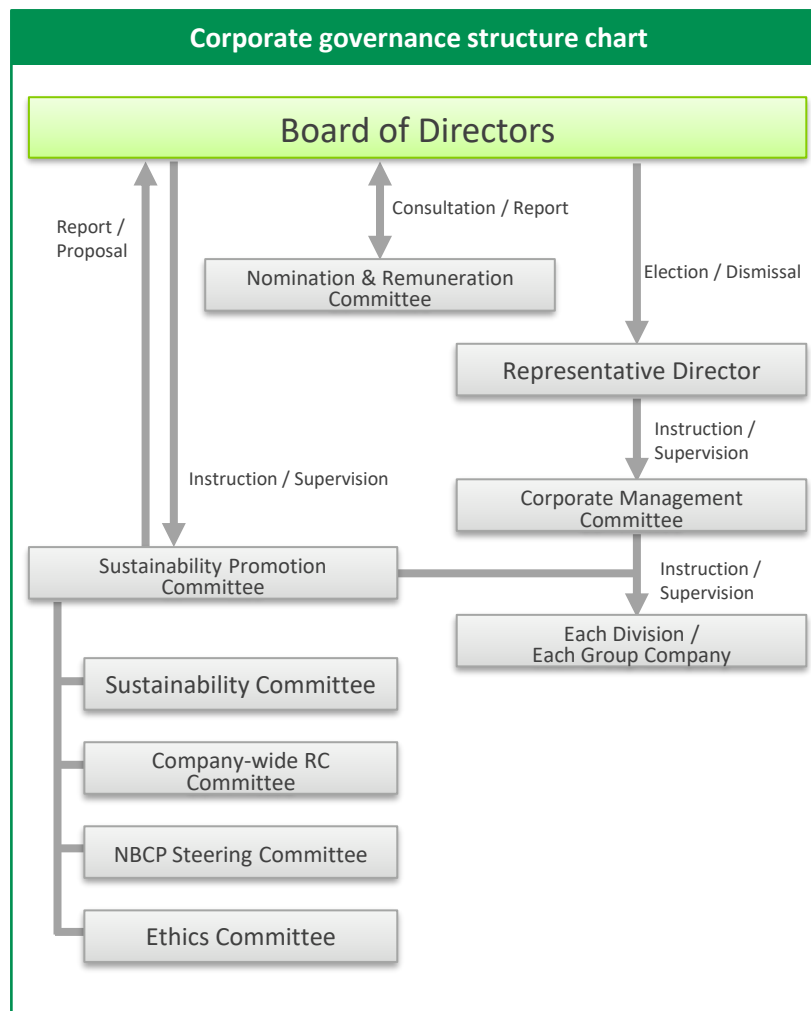 Corporate governance structure chart
Board of Directors
Report /
Proposal
Consultation / Report
Nomination & Remuneration
Committee
Election / Dismissal
Representative Director
Instruction /
Supervision
Instruction / Supervision
Corporate Management
Committee
Sustainability Promotion
Committee
Instruction /
Supervision
Each Division /
Each Group Company
Sustainability Committee
Company-wide RC
Committee
NBCP Steering Committee
Ethics Committee